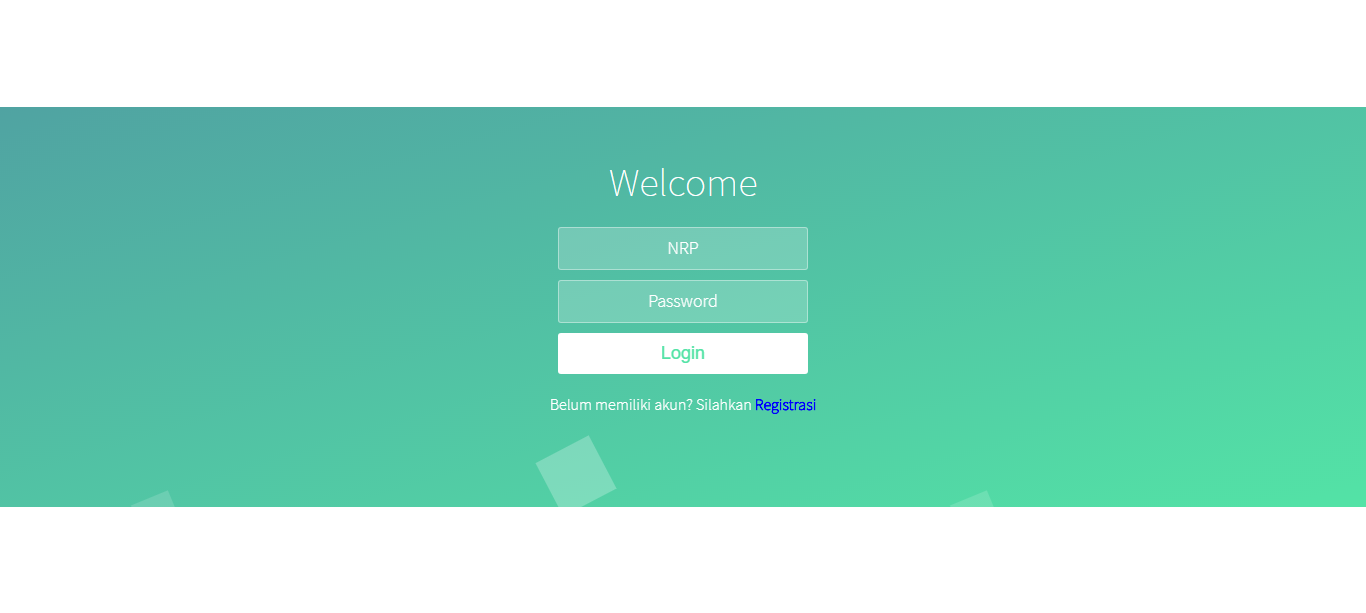 Welcome
NRP
Password
Login
Belum memiliki akun? Silahkan Registrasi